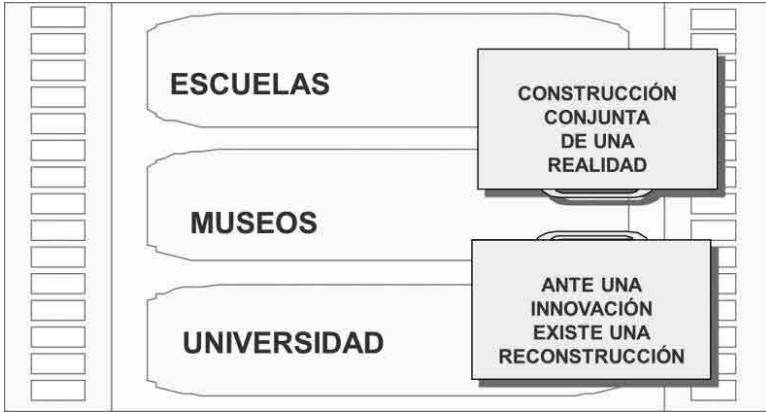 ESCUELAS
CONSTRUCCIÓN
CONJUNTA
DE UNA
REALIDAD
MUSEOS
ANTE UNA
INNOVACIÓN
EXISTE UNA
RECONSTRUCCIÓN
UNIVERSIDAD